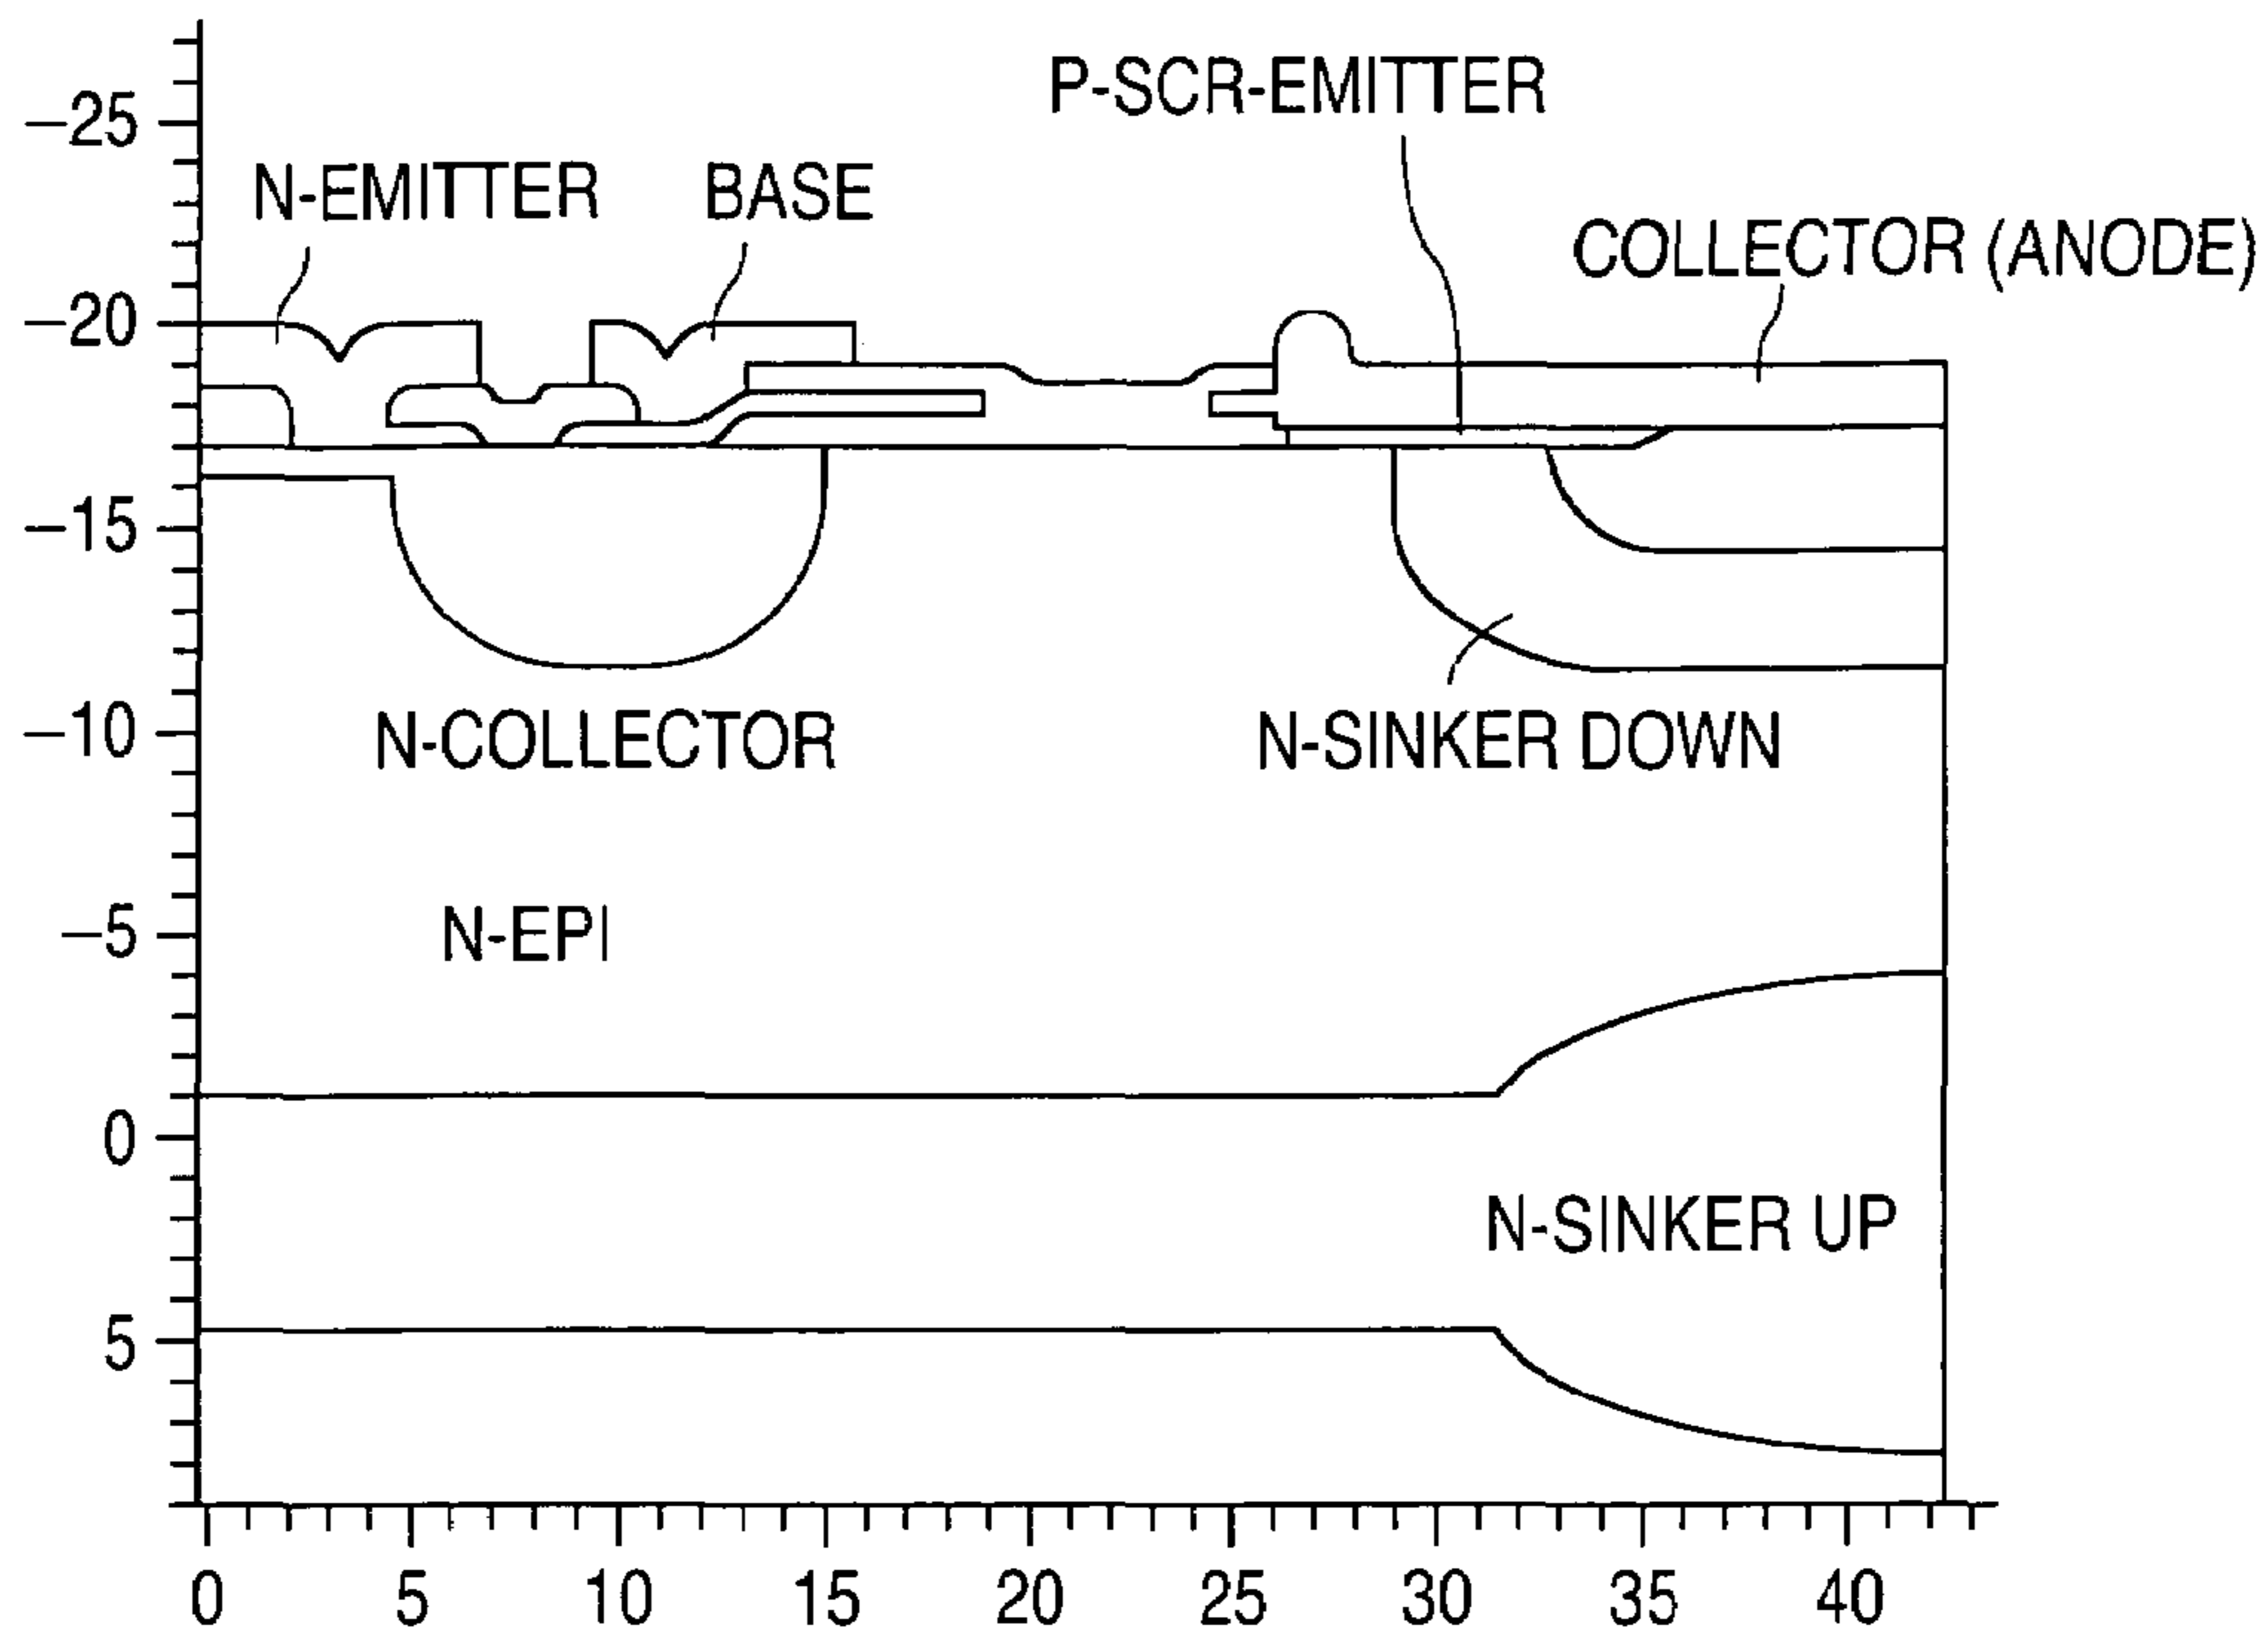 P-SCR-EMITTER
N-EMITTER
BASE
COLLECTOR (ANODE)
N-COLLECTOR
N-SINKER DOWN
N-EPI
N-SINKER UP
-25
-20
-15
-10
-5
0
5
0 5 10 15 20 25 30 35 40